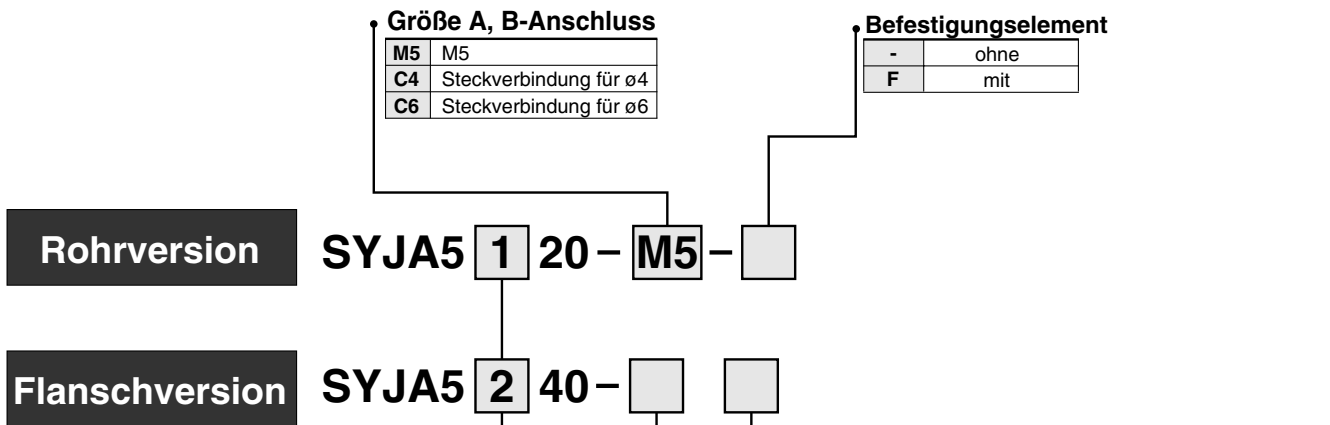 Größe A, B-Anschluss
M5 M5
C4 Steckverbindung für ø4
C6 Steckverbindung für ø6
Befestigungselement
- ohne
F mit
Rohrversion SYJA5 1 20 – M5 –
Flanschversion SYJA5 2 40 –